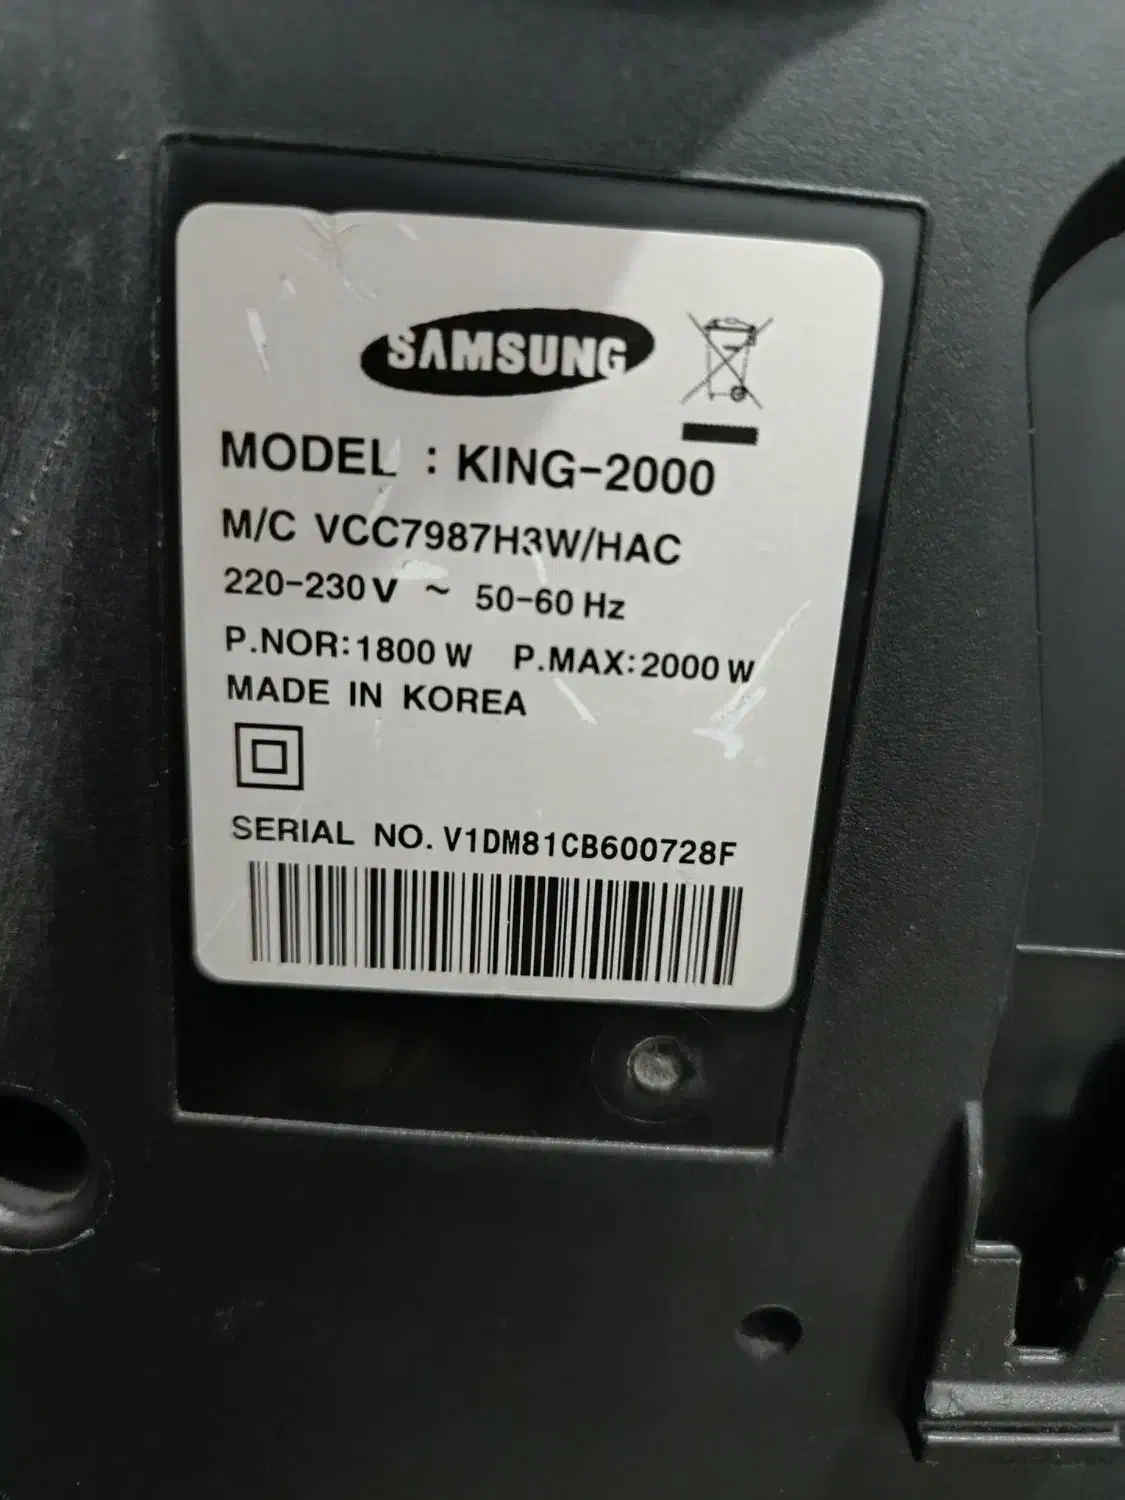 SAMSUNG
MODEL : KING-2000
M/C VCC7987H3W/HAC
220-230V ~ 50-60 Hz
P.NOR:1800 W P.MAX:2000 W
MADE IN KOREA
SERIAL NO. V1DM81CB600728F